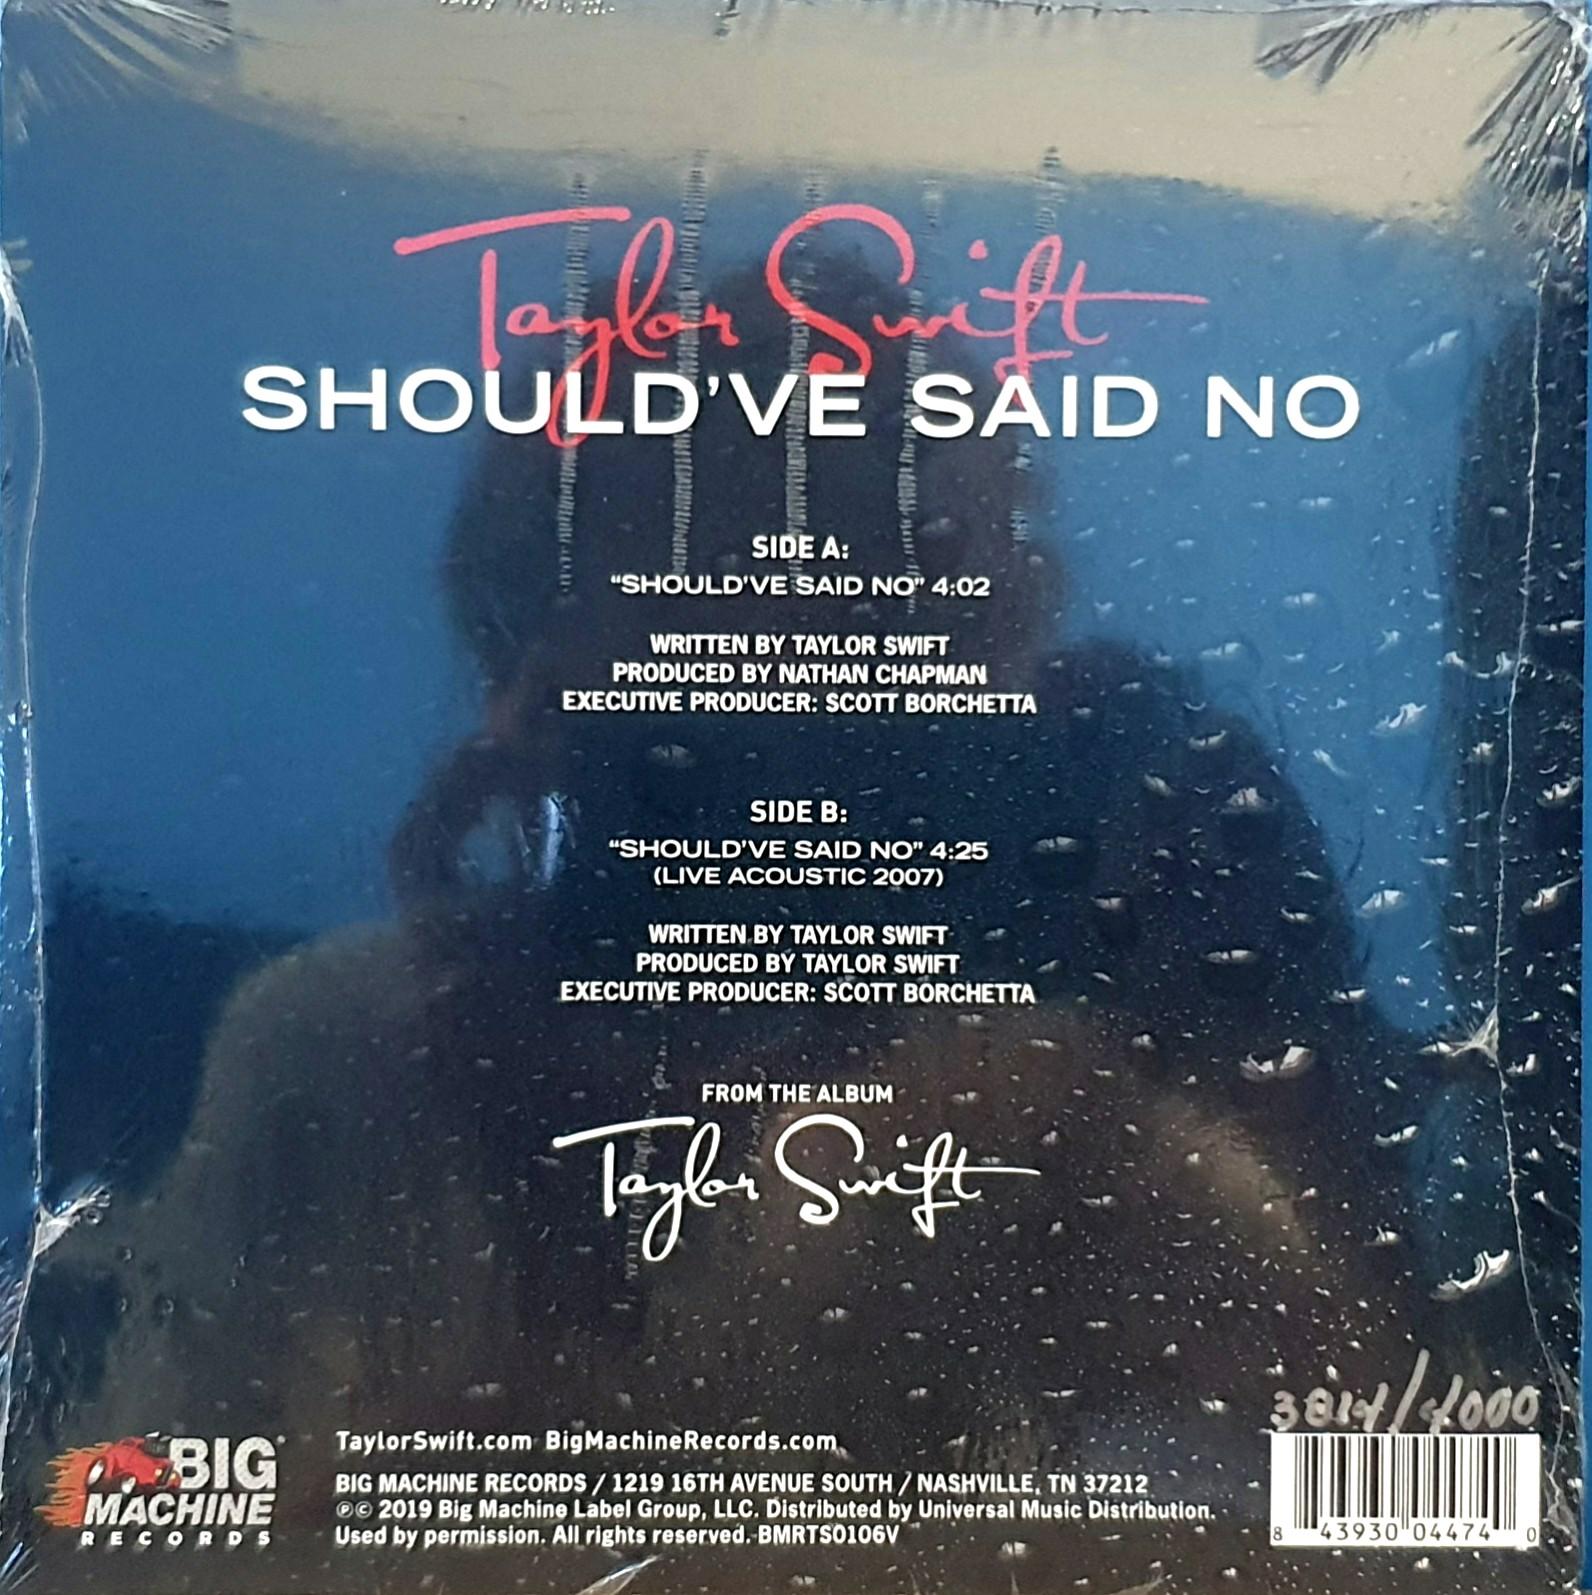 Taylor Swift
SHOULD'VE SAID NO
SIDE A:
“SHOULD'VE SAID NO” 4:02
WRITTEN BY TAYLOR SWIFT
PRODUCED BY NATHAN CHAPMAN
EXECUTIVE PRODUCER: SCOTT BORCHETTA
SIDE B:
“SHOULD'VE SAID NO” 4:25
(LIVE ACOUSTIC 2007)
WRITTEN BY TAYLOR SWIFT
PRODUCED BY TAYLOR SWIFT
EXECUTIVE PRODUCER: SCOTT BORCHETTA
FROM THE ALBUM
Taylor Swift
BIG
MACHINE
RECORDS
TaylorSwift.com BigMachineRecords.com
BIG MACHINE RECORDS / 1219 16TH AVENUE SOUTH / NASHVILLE, TN 37212
℗© 2019 Big Machine Label Group, LLC. Distributed by Universal Music Distribution.
Used by permission. All rights reserved. BMRTS0106V
8 43930 04474 0